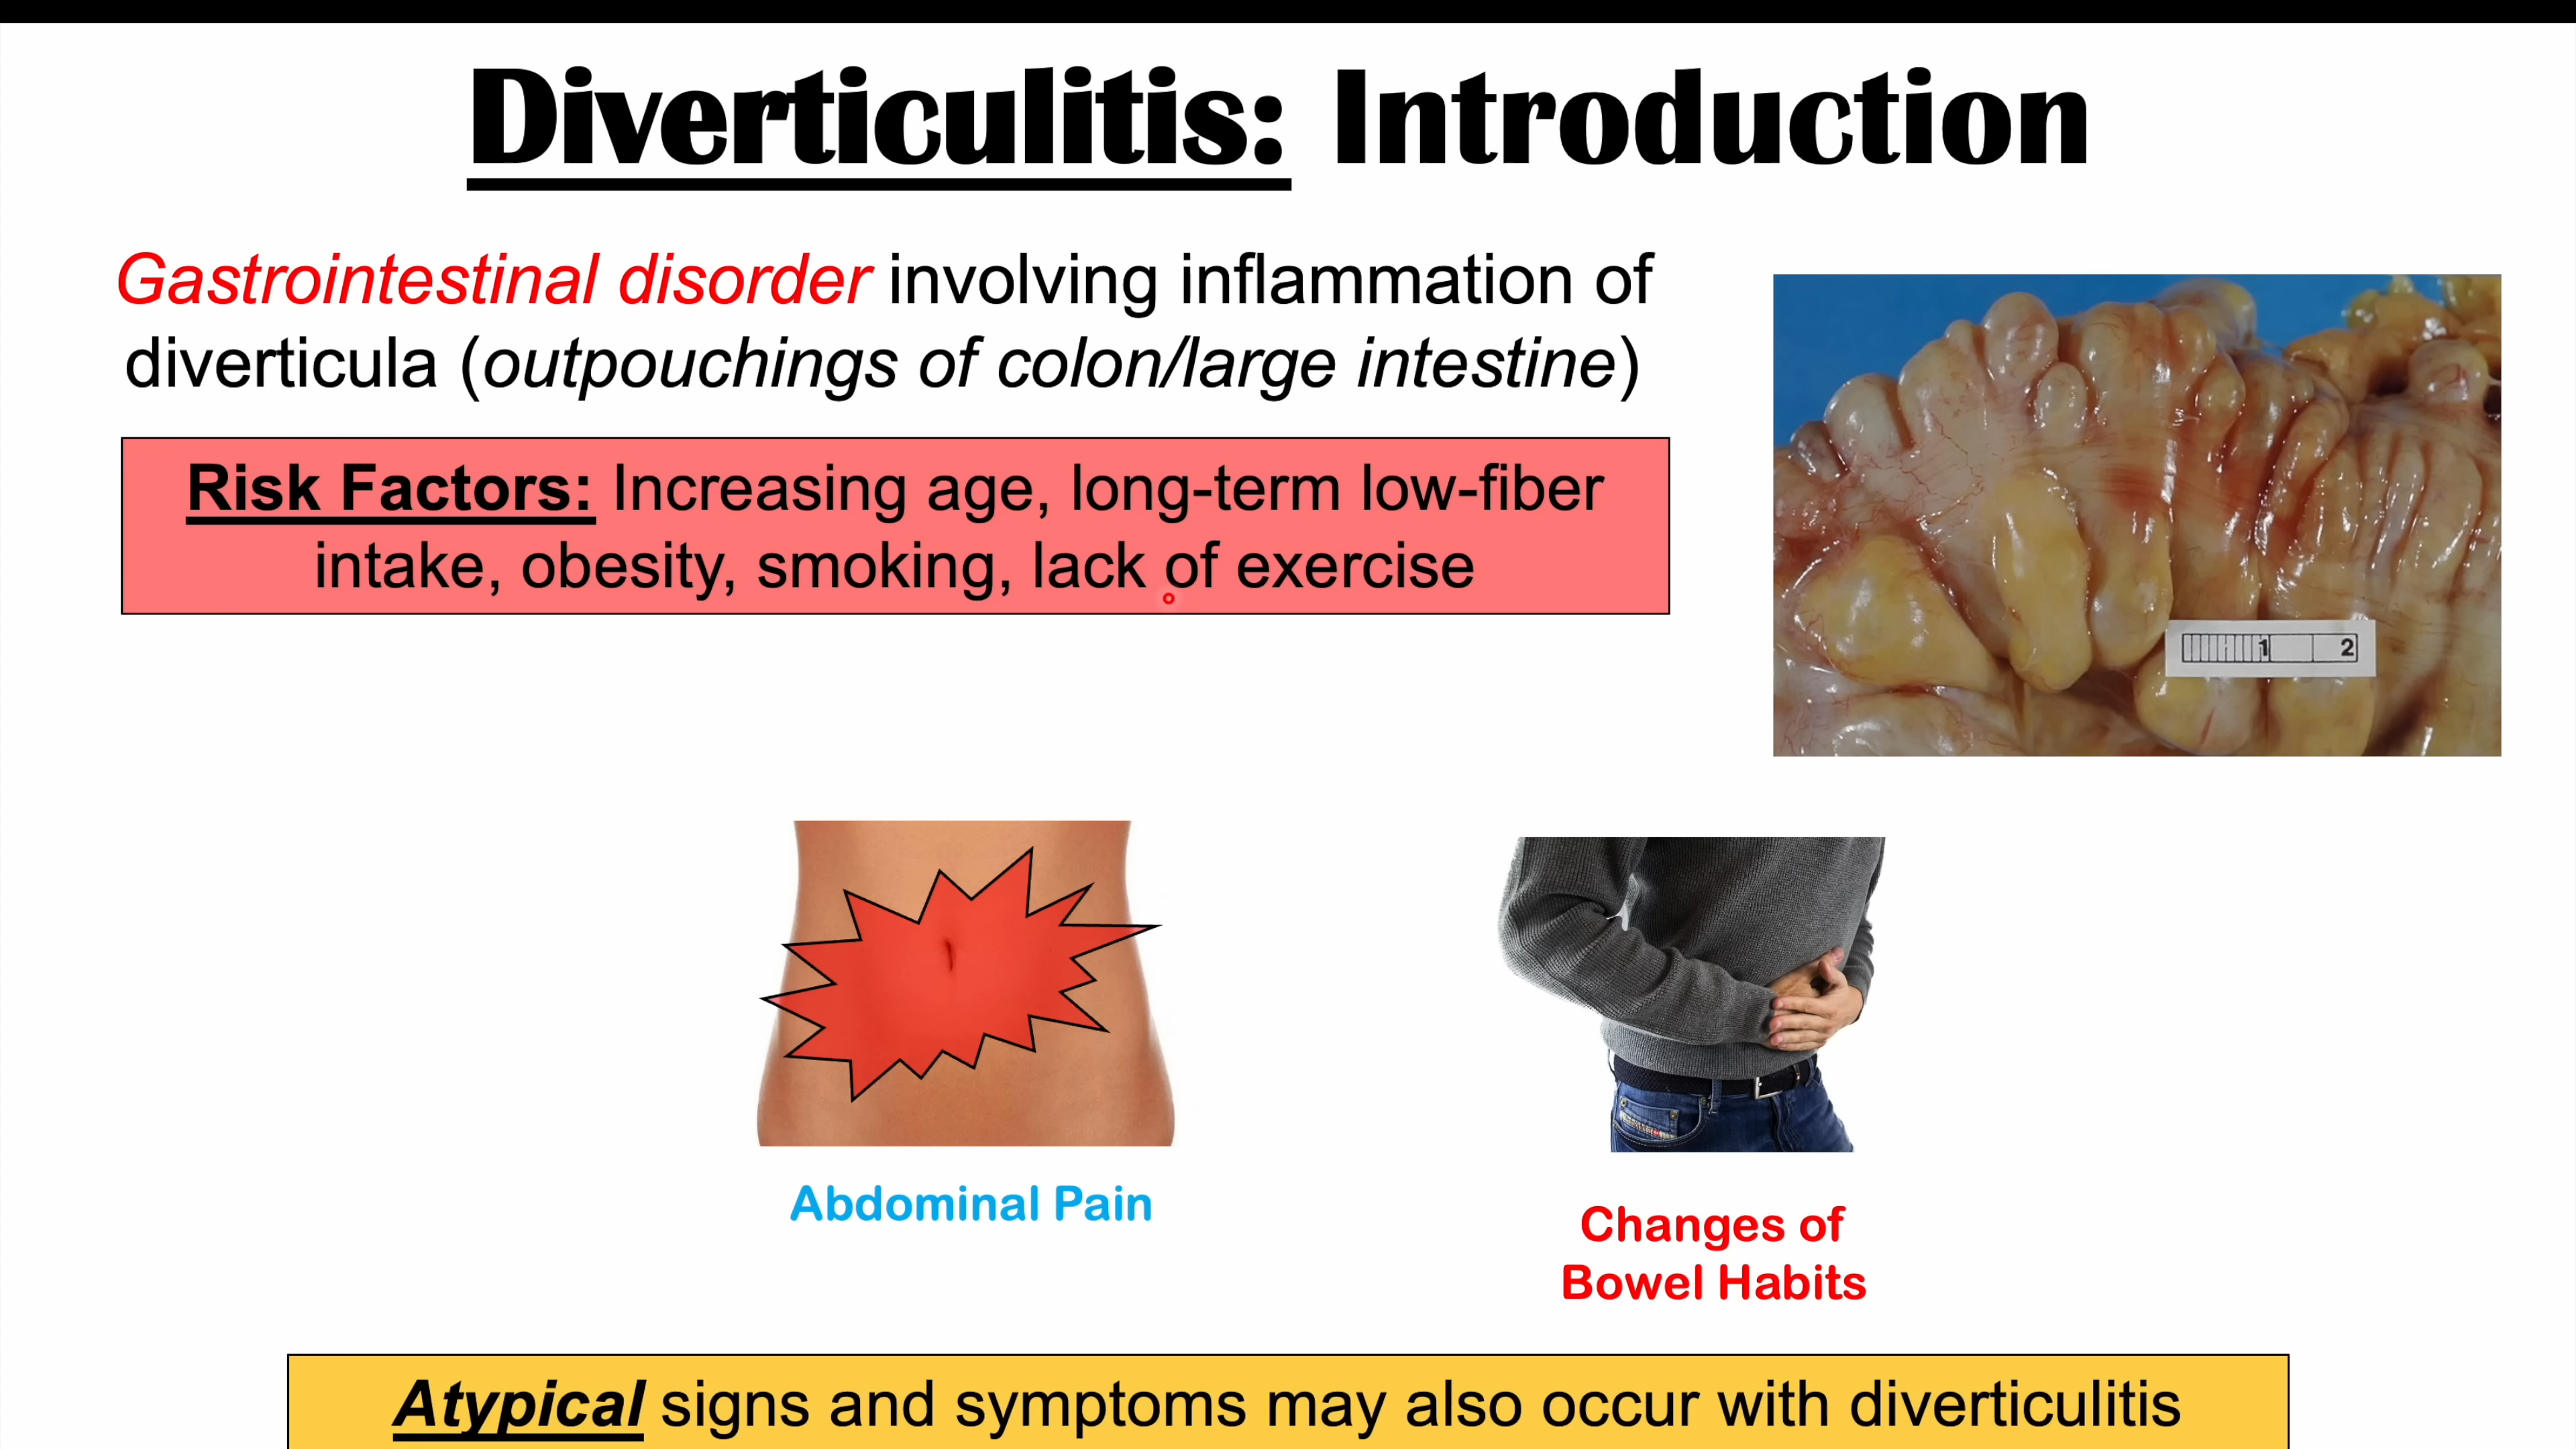 Diverticulitis: Introduction
Gastrointestinal disorder involving inflammation of
diverticula (outpouchings of colon/large intestine)
Risk Factors: Increasing age, long-term low-fiber
intake, obesity, smoking, lack of exercise
1 2
Abdominal Pain
Changes of
Bowel Habits
Atypical signs and symptoms may also occur with diverticulitis